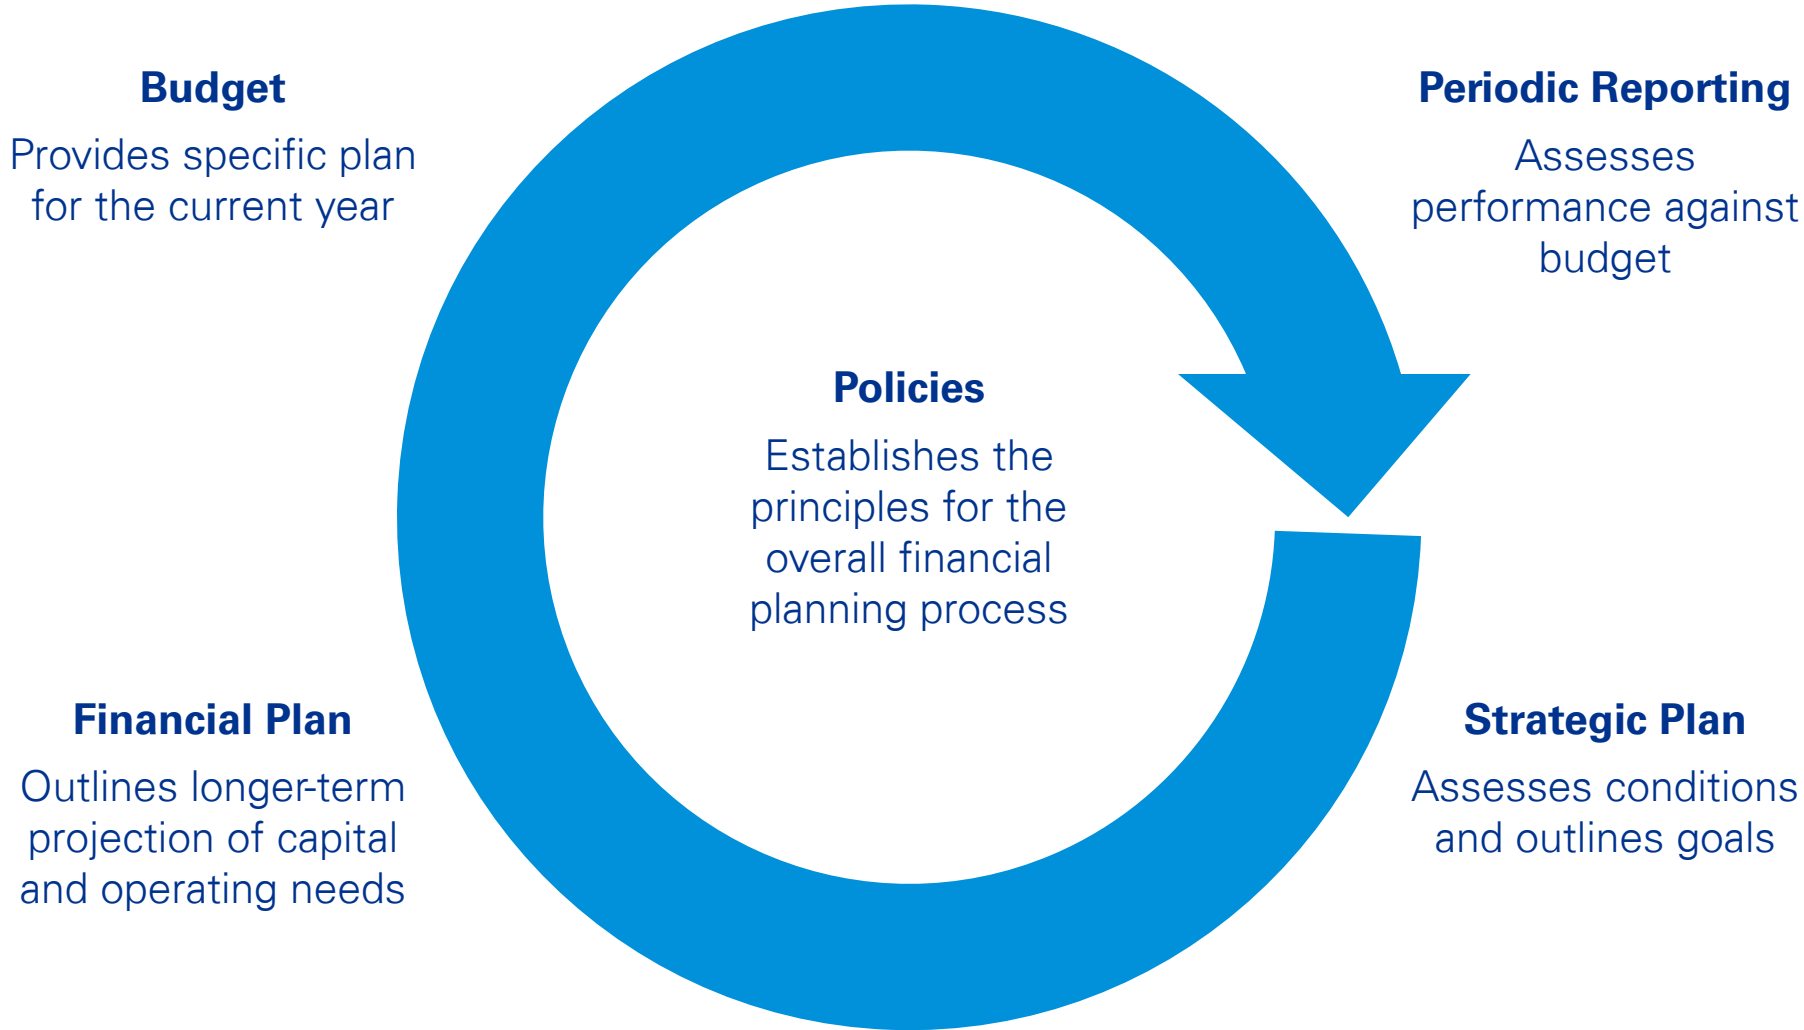 Budget
Provides specific plan
for the current year
Periodic Reporting
Assesses
performance against
budget
Policies
Establishes the
principles for the
overall financial
planning process
Financial Plan
Outlines longer-term
projection of capital
and operating needs
Strategic Plan
Assesses conditions
and outlines goals